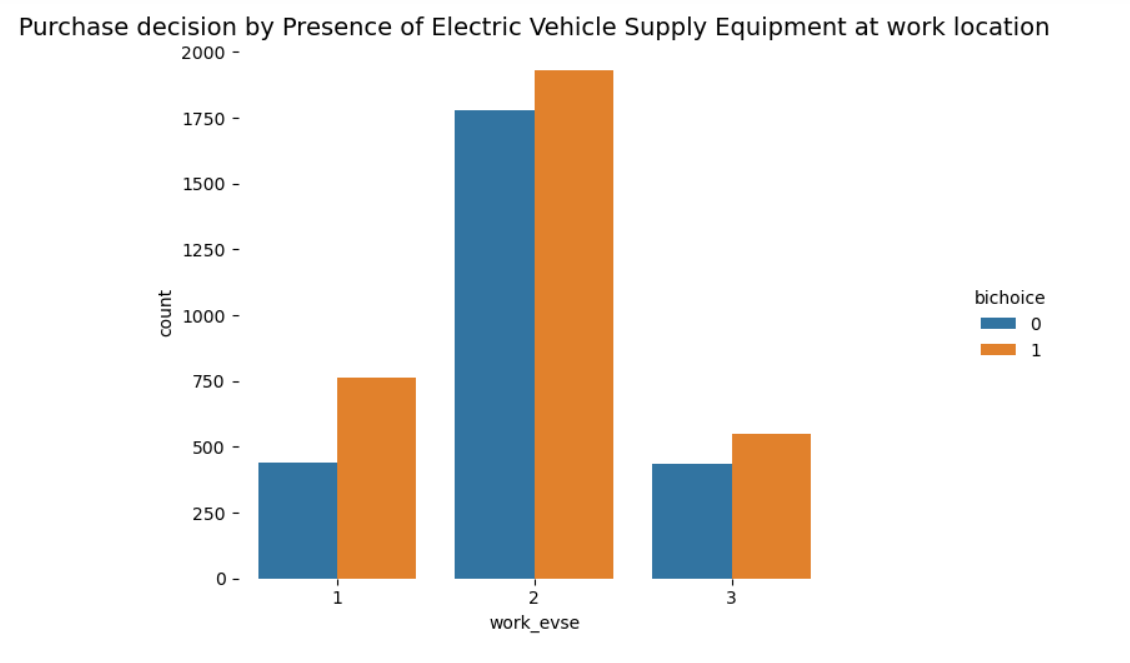 Purchase decision by Presence of Electric Vehicle Supply Equipment at work location
2000
1750
1500
1250
1000
750
500
250
0
count
1 2 3
work_evse
bichoice
0
1